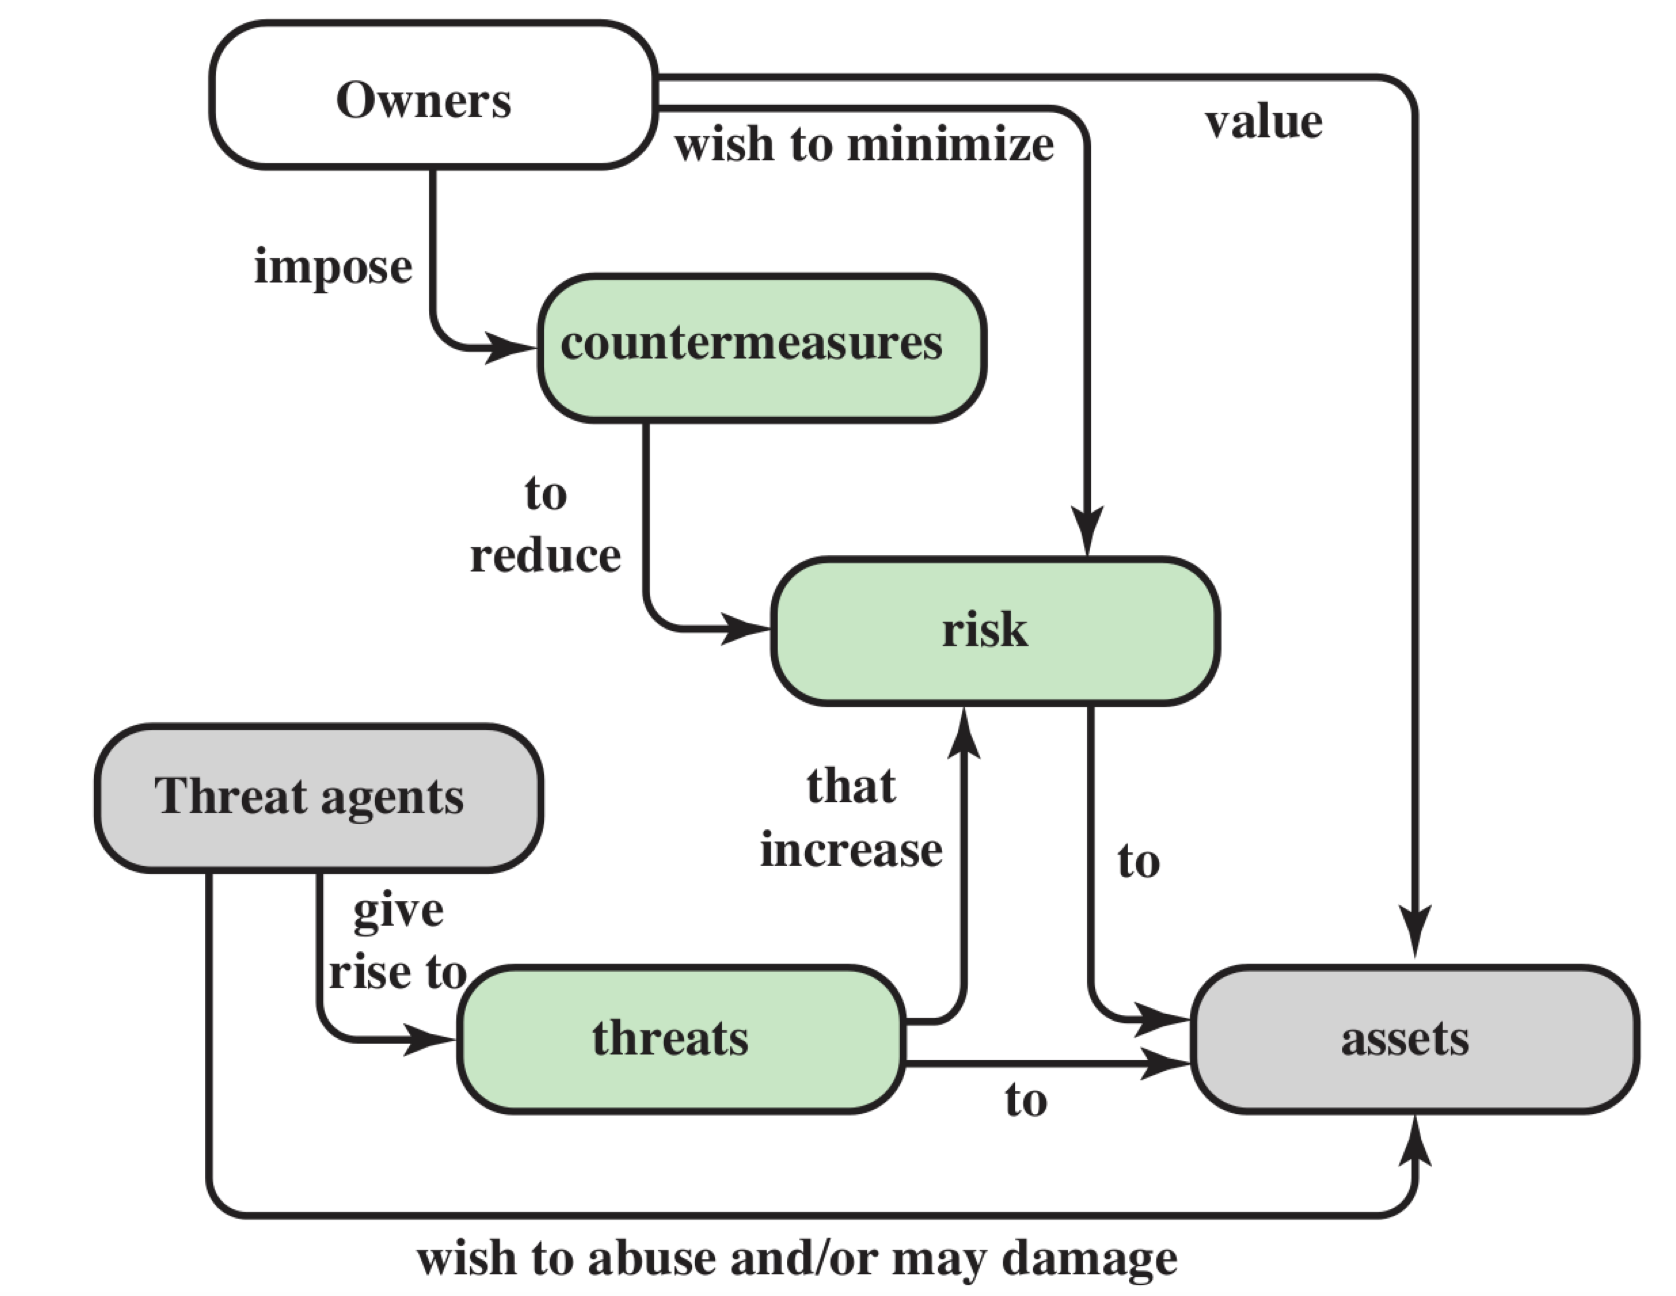 Owners
value
wish to minimize
impose
countermeasures
to
reduce
risk
Threat agents
that
increase
to
give
rise to
threats
assets
to
wish to abuse and/or may damage